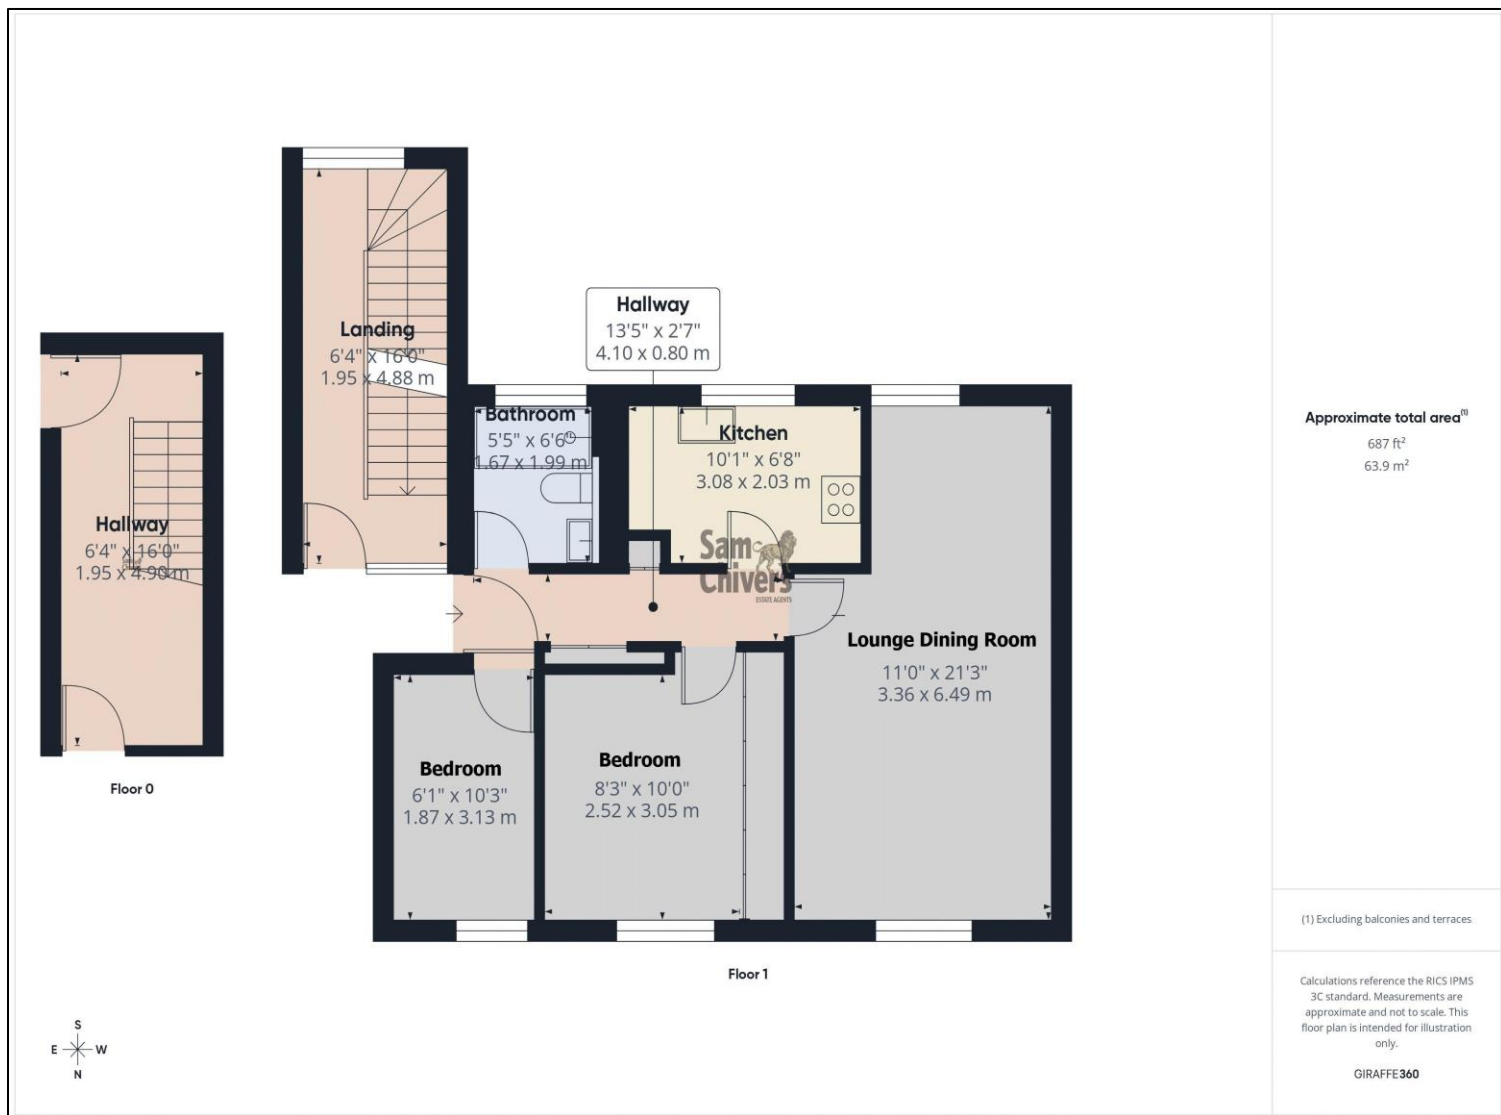 Landing
6'4" x 16'0"
1.95 x 4.88 m
Hallway
13'5" x 2'7"
4.10 x 0.80 m
Bathroom
5'5" x 6'6"
1.67 x 1.99 m
Kitchen
10'1" x 6'8"
3.08 x 2.03 m
Hallway
6'4" x 16'0"
1.95 x 4.90 m
Sam
Chivers
ESTATE AGENTS
Lounge Dining Room
11'0" x 21'3"
3.36 x 6.49 m
Bedroom
6'1" x 10'3"
1.87 x 3.13 m
Bedroom
8'3" x 10'0"
2.52 x 3.05 m
Floor 0
Floor 1
S
E W
N
Approximate total area(1)
687 ft²
63.9 m²
(1) Excluding balconies and terraces
Calculations reference the RICS IPMS
3C standard. Measurements are
approximate and not to scale. This
floor plan is intended for illustration
only.
GIRAFFE360